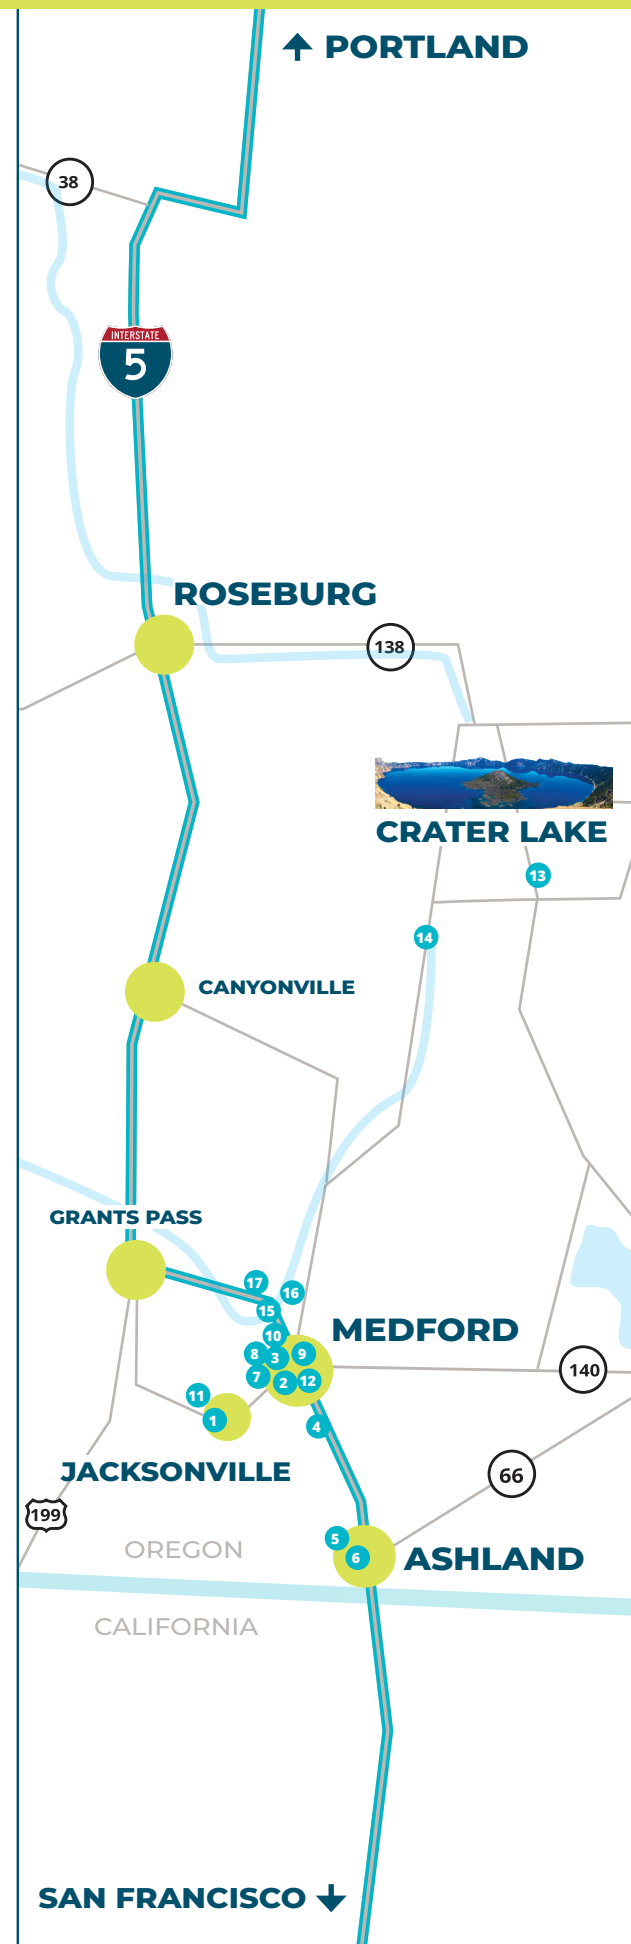 PORTLAND
38
INTERSTATE
5
ROSEBURG
138
CRATER LAKE
13
14
CANYONVILLE
GRANTS PASS
17
16
15
10
MEDFORD
8
3
9
7
2
12
140
11
1
4
JACKSONVILLE
66
199
5
6
OREGON
ASHLAND
CALIFORNIA
SAN FRANCISCO